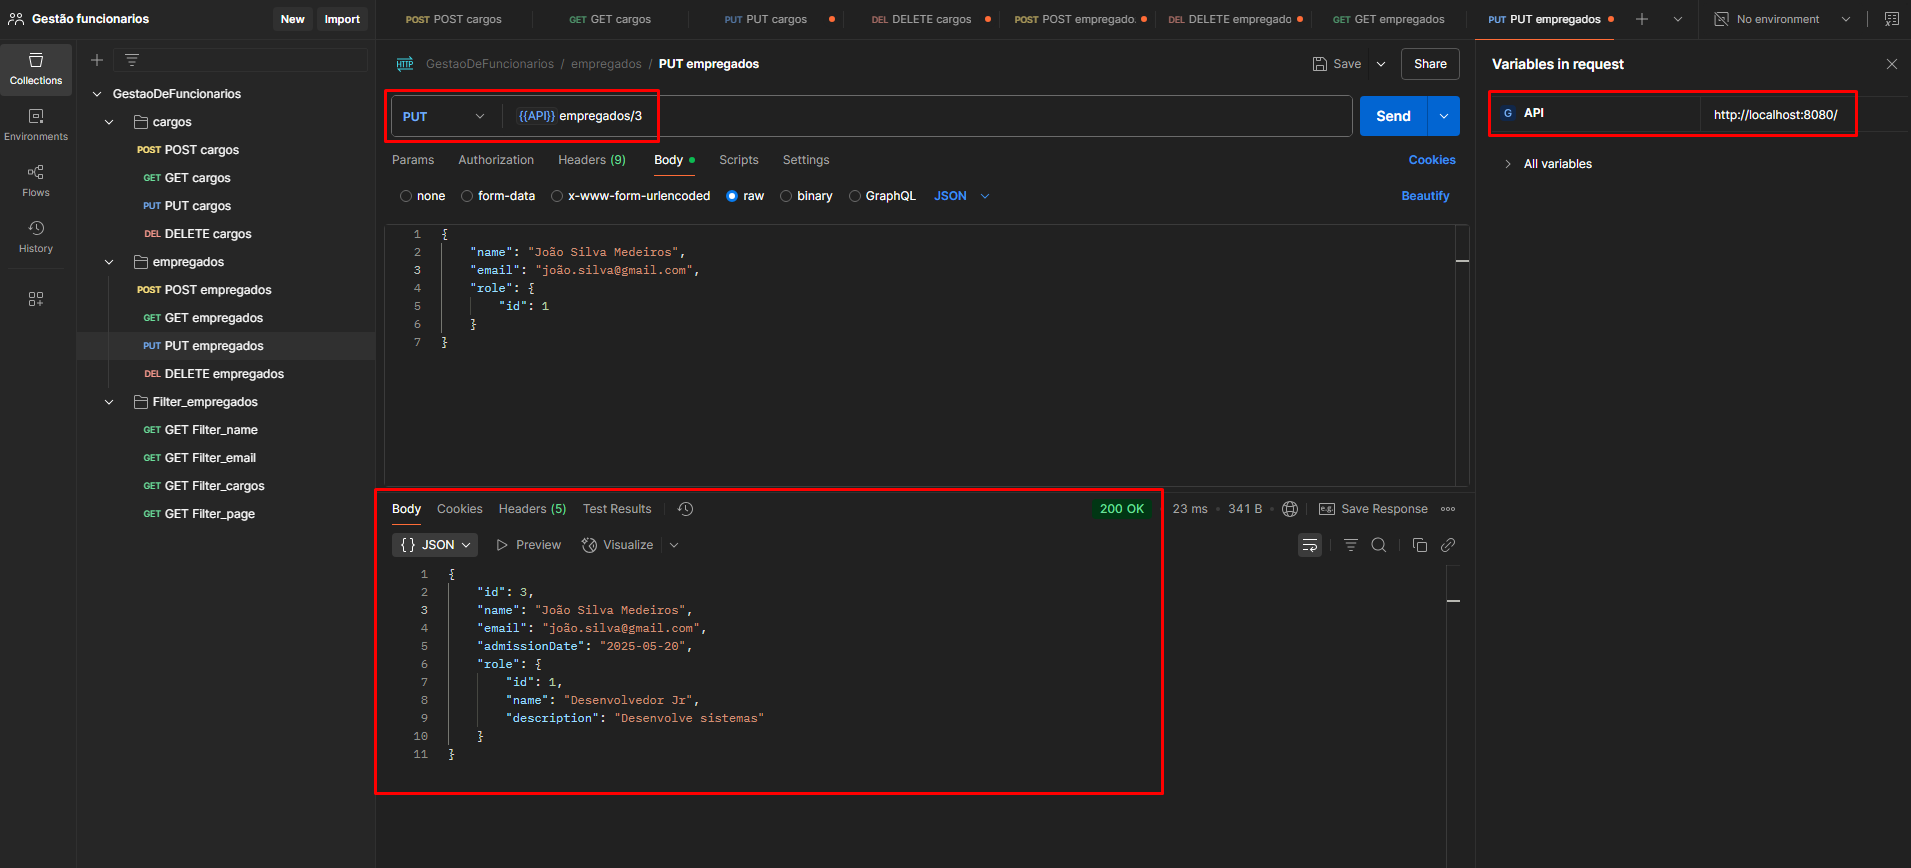 Gestão funcionarios
New
Import
POST POST cargos
GET GET cargos
PUT PUT cargos
DEL DELETE cargos
POST POST empregado.
DEL DELETE empregado
GET GET empregados
PUT PUT empregados
No environment
Collections
Environments
Flows
History
GestaoDeFuncionarios
cargos
POST POST cargos
GET GET cargos
PUT PUT cargos
DEL DELETE cargos
empregados
POST POST empregados
GET GET empregados
PUT PUT empregados
DEL DELETE empregados
Filter_empregados
GET GET Filter_name
GET GET Filter_email
GET GET Filter_cargos
GET GET Filter_page
HTTP GestaoDeFuncionarios / empregados / PUT empregados
Save
Share
PUT {{API}} empregados/3
Send
Params Authorization Headers (9) Body Scripts Settings
Cookies
none form-data x-www-form-urlencoded raw binary GraphQL JSON
Beautify
1 {
2 "name": "João Silva Medeiros",
3 "email": "joão.silva@gmail.com",
4 "role": {
5 "id": 1
6 }
7 }
Body Cookies Headers (5) Test Results
200 OK 23 ms 341 B e.g. Save Response
{} JSON Preview Visualize
1 {
2 "id": 3,
3 "name": "João Silva Medeiros",
4 "email": "joão.silva@gmail.com",
5 "admissionDate": "2025-05-20",
6 "role": {
7 "id": 1,
8 "name": "Desenvolvedor Jr",
9 "description": "Desenvolve sistemas"
10 }
11 }
Variables in request
G API http://localhost:8080/
All variables